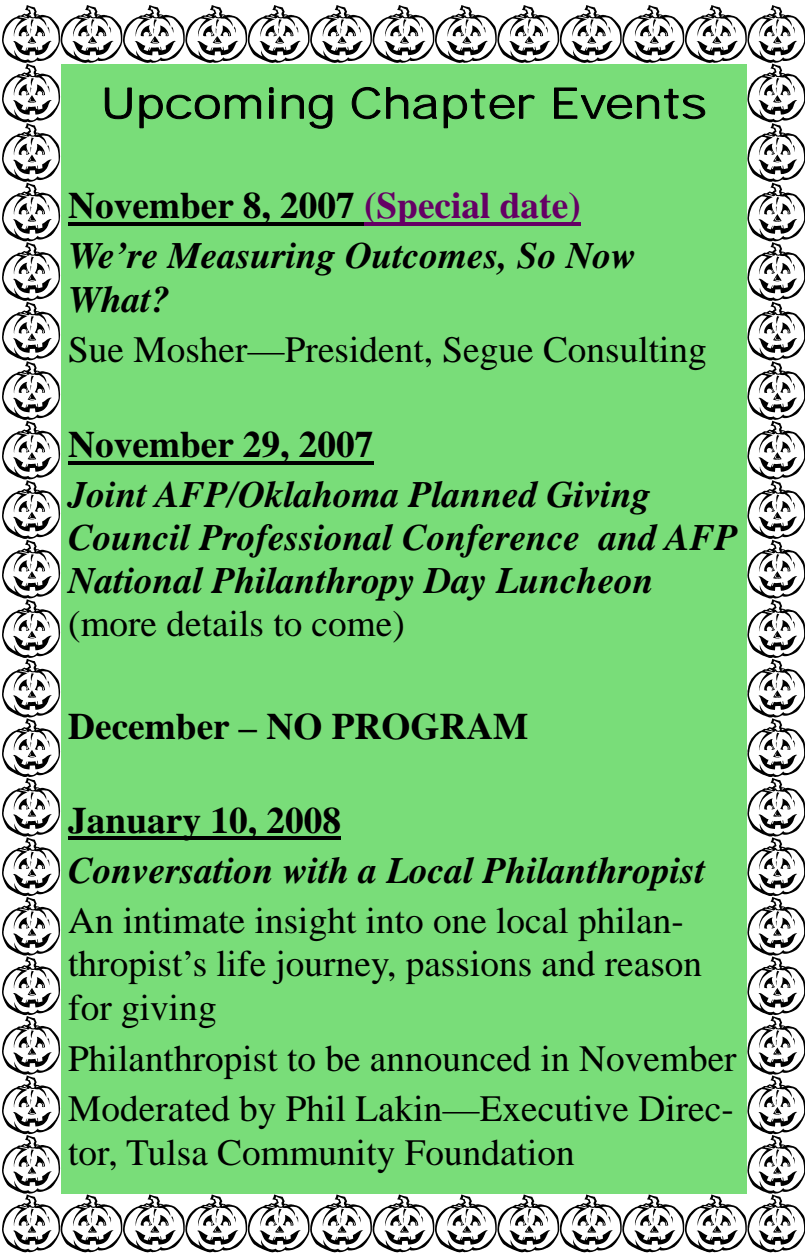 Upcoming Chapter Events
November 8, 2007 (Special date)
We're Measuring Outcomes, So Now
What?
Sue Mosher—President, Segue Consulting
November 29, 2007
Joint AFP/Oklahoma Planned Giving
Council Professional Conference  and AFP
National Philanthropy Day Luncheon
(more details to come)
December – NO PROGRAM
January 10, 2008
Conversation with a Local Philanthropist
An intimate insight into one local philan-
thropist's life journey, passions and reason
for giving
Philanthropist to be announced in November
Moderated by Phil Lakin—Executive Direc-
tor, Tulsa Community Foundation